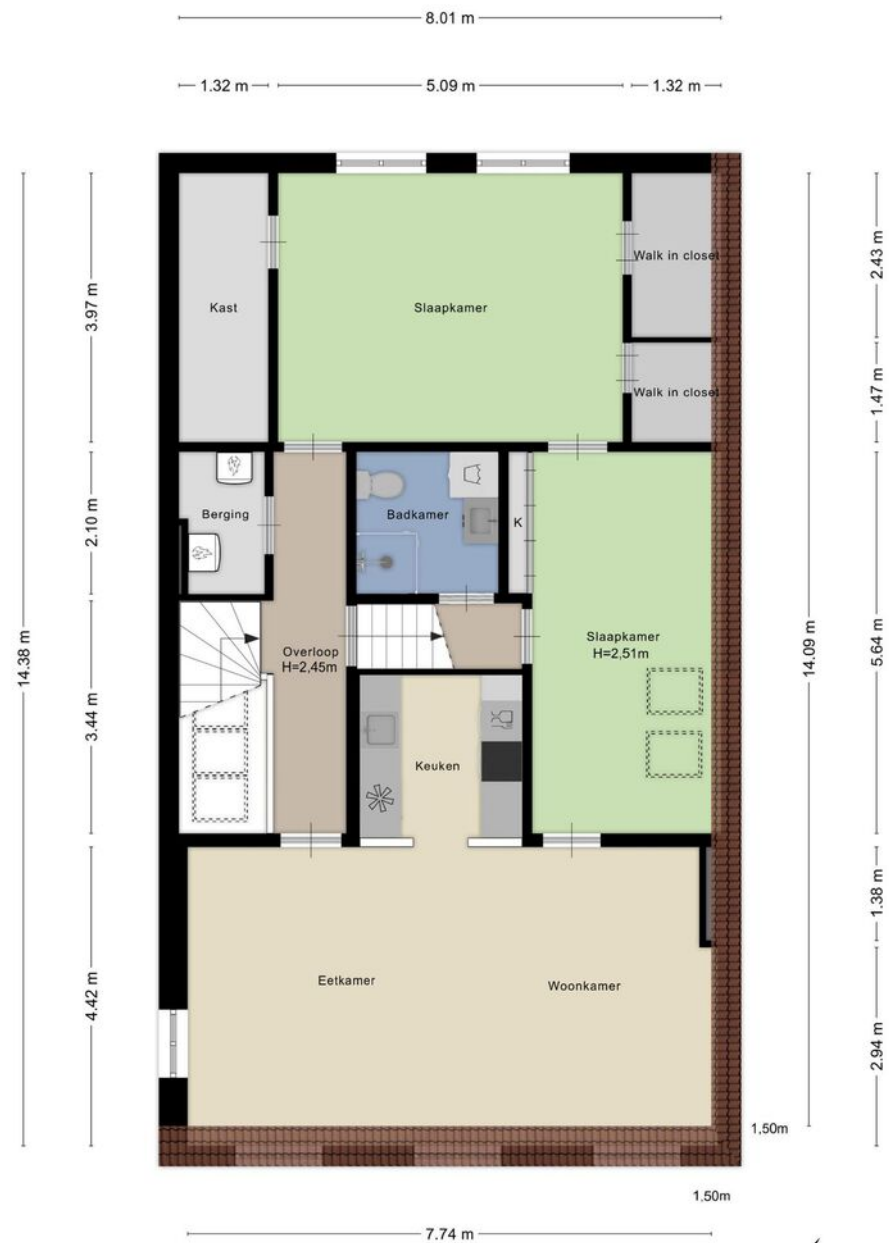 8.01 m
1.32 m
5.09 m
1.32 m
Kast
Slaapkamer
Walk in closet
Walk in closet
3.97 m
2.43 m
1.47 m
Berging
Badkamer
K
2.10 m
Overloop
H=2,45m
Slaapkamer
H=2,51m
14.38 m
14.09 m
5.64 m
3.44 m
Keuken
Eetkamer
Woonkamer
4.42 m
1.38 m
2.94 m
1,50m
1,50m
7.74 m